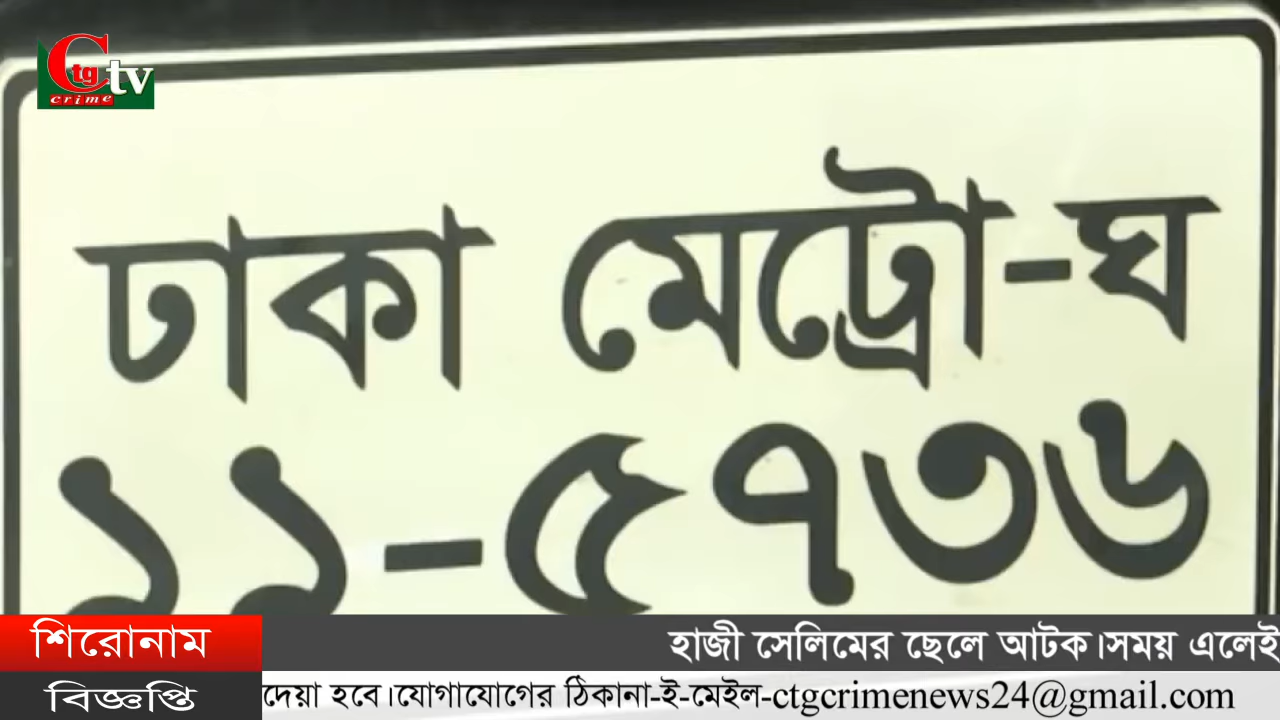 Ctg tv
crime
ঢাকা মেট্রো-ঘ
১১-৫৭৩৬
শিরোনাম
হাজী সেলিমের ছেলে আটক।সময় এলেই
বিজ্ঞপ্তি
দেয়া হবে।যোগাযোগের ঠিকানা-ই-মেইল-ctgcrimenews24@gmail.com